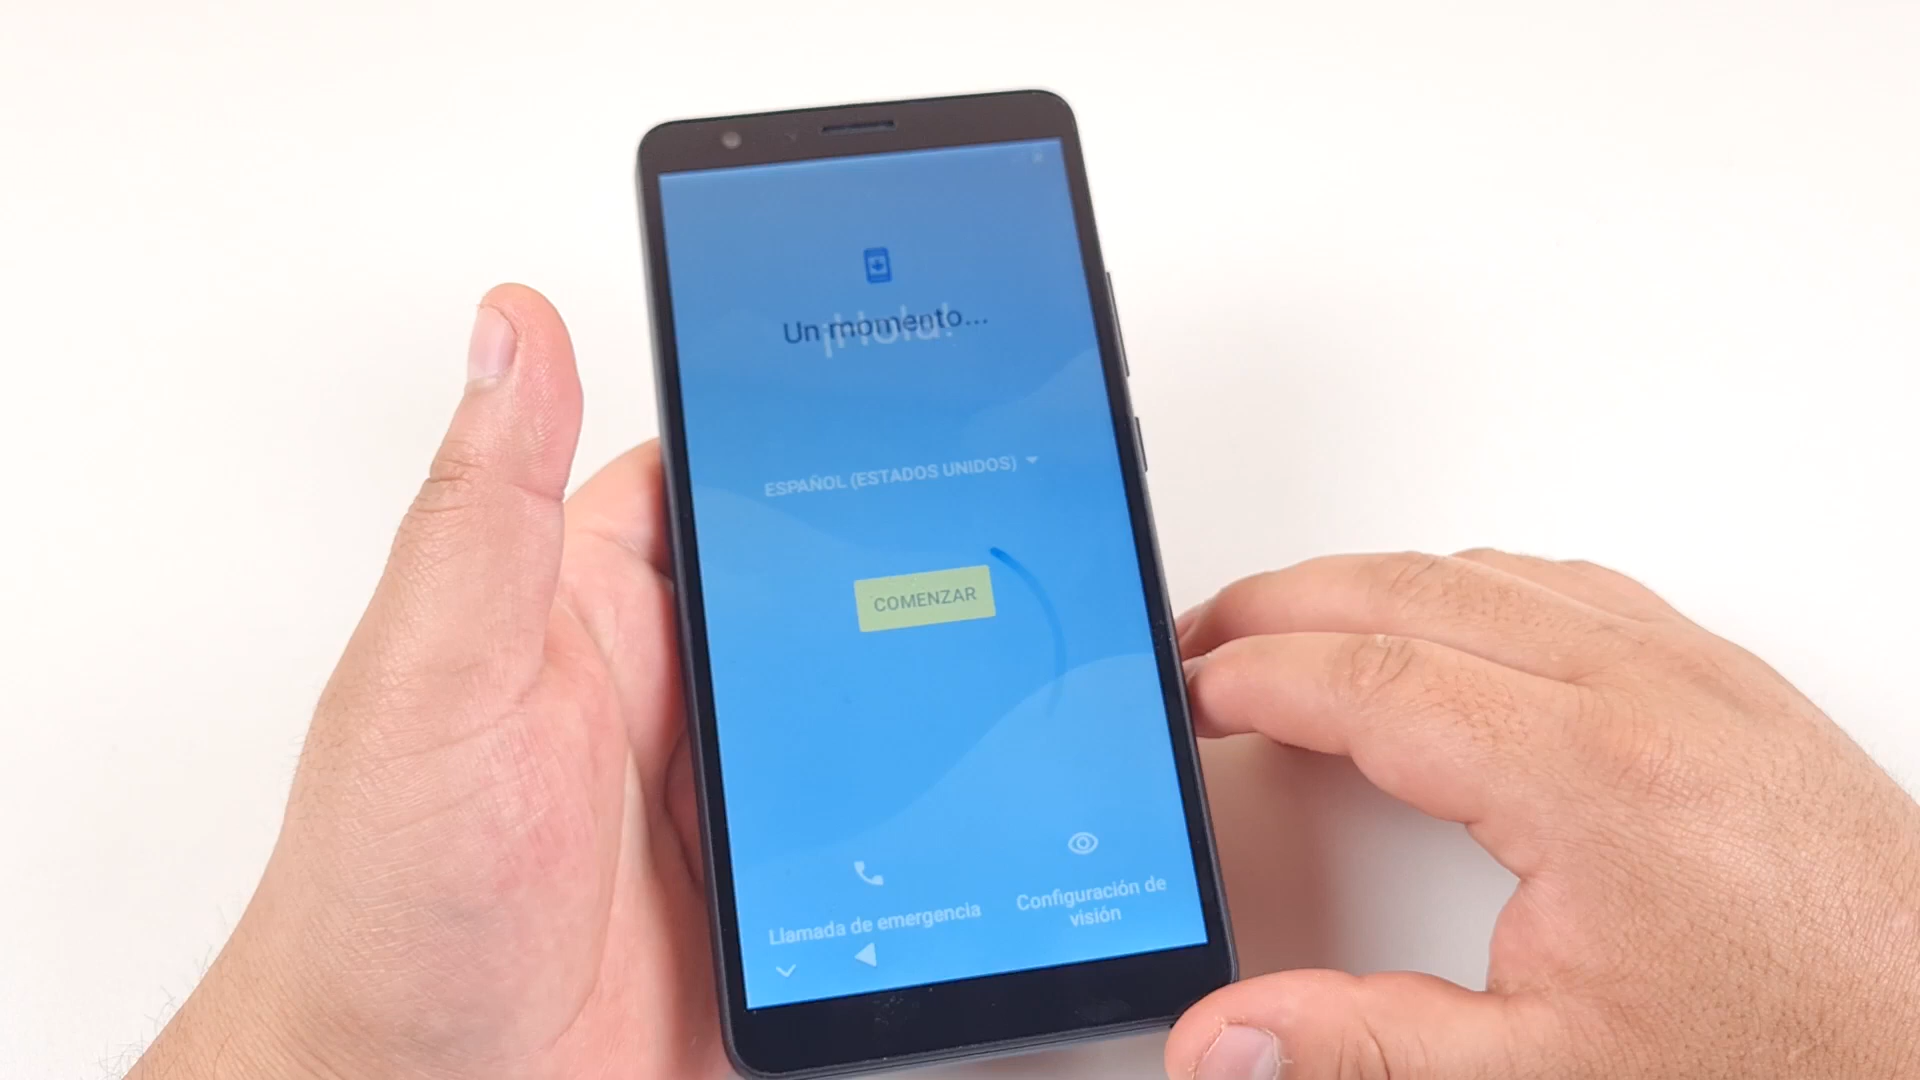 Un momento...
¡Hola!
ESPAÑOL (ESTADOS UNIDOS)
COMENZAR
Llamada de emergencia
Configuración de
visión